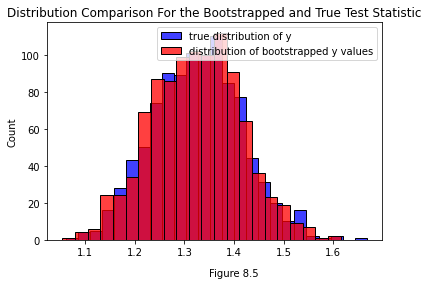 Distribution Comparison For the Bootstrapped and True Test Statistic
true distribution of y
distribution of bootstrapped y values
Count
100
80
60
40
20
0
1.1 1.2 1.3 1.4 1.5 1.6
Figure 8.5